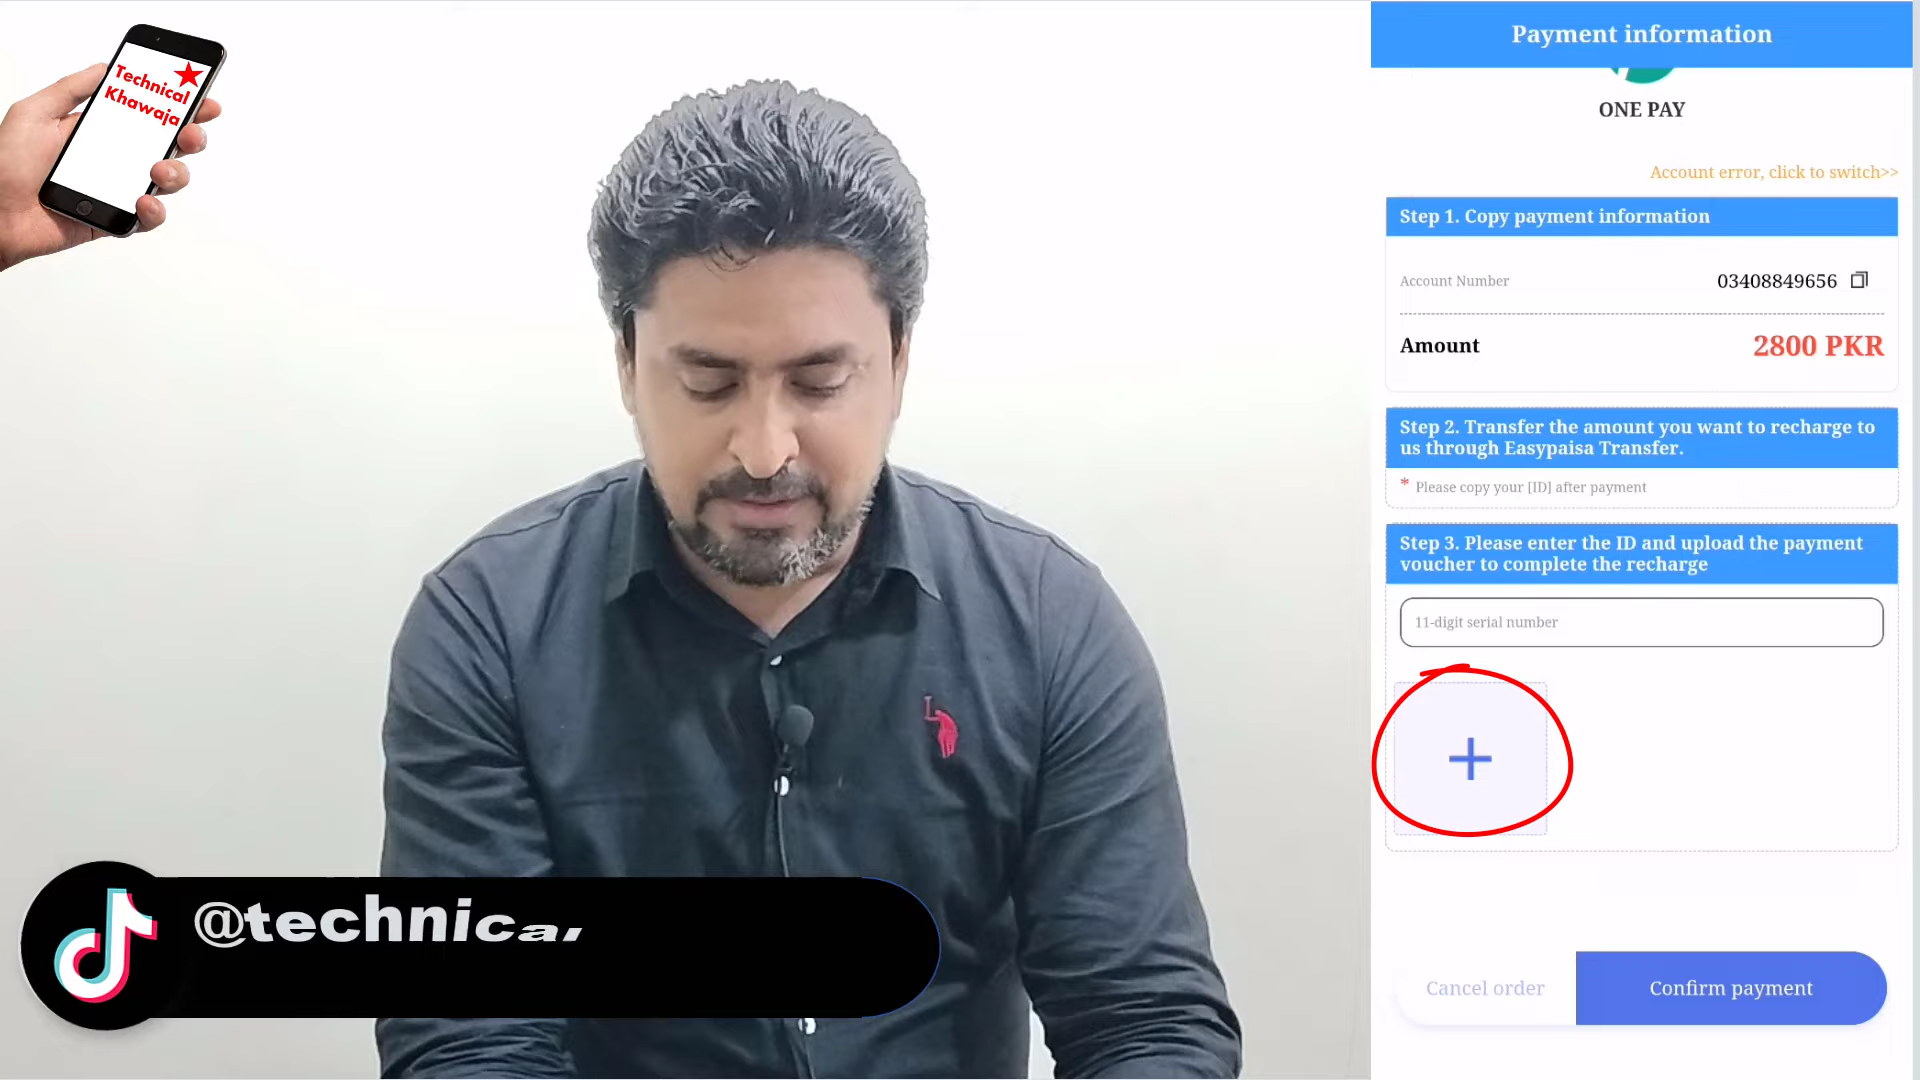 Technical
Khawaja
Payment information
ONE PAY
Account error, click to switch>>
Step 1. Copy payment information
Account Number 03408849656
Amount 2800 PKR
Step 2. Transfer the amount you want to recharge to
us through Easypaisa Transfer.
* Please copy your [ID] after payment
Step 3. Please enter the ID and upload the payment
voucher to complete the recharge
11-digit serial number
Cancel order Confirm payment